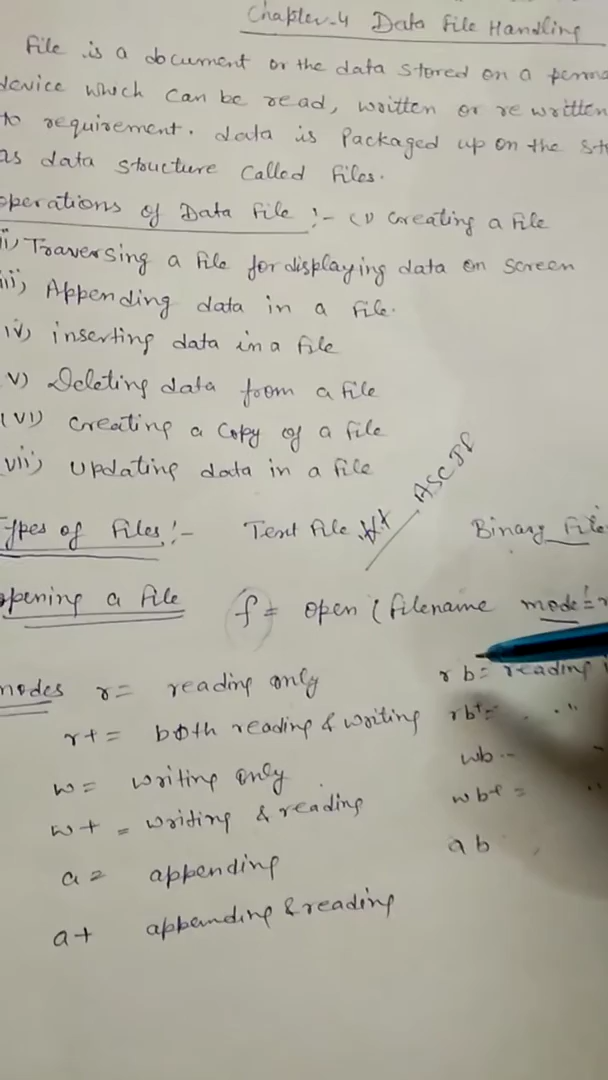 Chapter-4 Data File Handling
File is a document or the data stored on a perma
device which can be read, written or re written
to requirement. data is Packaged up on the st
as data structure called files.
operations of Data File :- (i) Creating a file
ii) Traversing a file for displaying data on screen
iii) Appending data in a file.
iv) inserting data in a file
v) Deleting data from a file
(vi) Creating a copy of a file
vii) Updating data in a file
ASCII
Types of Files :- Text File Binary File
opening a file f = open (filename mode =
modes r = reading only rb = reading
r+ = both reading & writing rb+ = "
w = writing only wb "
w+ = writing & reading wb+ = "
a = appending ab
a+ appending & reading